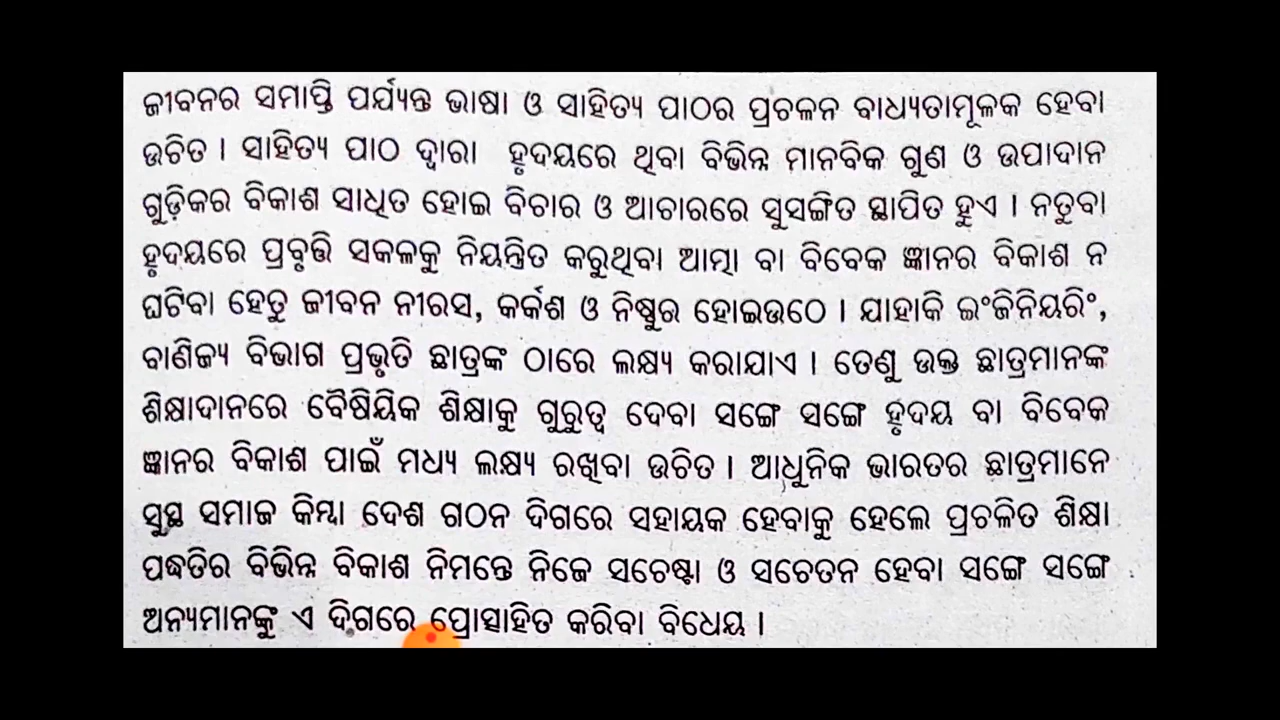 ଜୀବନର ସମାପ୍ତି ପର୍ଯ୍ୟନ୍ତ ଭାଷା ଓ ସାହିତ୍ୟ ପାଠର ପ୍ରଚଳନ ବାଧ୍ୟତାମୂଳକ ହେବା
ଉଚିତ । ସାହିତ୍ୟ ପାଠ ଦ୍ୱାରା ହୃଦୟରେ ଥିବା ବିଭିନ୍ନ ମାନବିକ ଗୁଣ ଓ ଉପାଦାନ
ଗୁଡ଼ିକର ବିକାଶ ସାଧିତ ହୋଇ ବିଚାର ଓ ଆଚାରରେ ସୁସଙ୍ଗିତ ସ୍ଥାପିତ ହୁଏ । ନତୁବା
ହୃଦୟରେ ପ୍ରବୃତ୍ତି ସକଳକୁ ନିୟନ୍ତ୍ରିତ କରୁଥିବା ଆତ୍ମା ବା ବିବେକ ଜ୍ଞାନର ବିକାଶ ନ
ଘଟିବା ହେତୁ ଜୀବନ ନୀରସ, କର୍କଶ ଓ ନିଷ୍ଠୁର ହୋଇଉଠେ । ଯାହାକି ଇଂଜିନିୟରିଂ,
ବାଣିଜ୍ୟ ବିଭାଗ ପ୍ରଭୃତି ଛାତ୍ରଙ୍କ ଠାରେ ଲକ୍ଷ୍ୟ କରାଯାଏ । ତେଣୁ ଉକ୍ତ ଛାତ୍ରମାନଙ୍କ
ଶିକ୍ଷାଦାନରେ ବୈଷିୟିକ ଶିକ୍ଷାକୁ ଗୁରୁତ୍ୱ ଦେବା ସଙ୍ଗେ ସଙ୍ଗେ ହୃଦୟ ବା ବିବେକ
ଜ୍ଞାନର ବିକାଶ ପାଇଁ ମଧ୍ୟ ଲକ୍ଷ୍ୟ ରଖିବା ଉଚିତ । ଆଧୁନିକ ଭାରତର ଛାତ୍ରମାନେ
ସୁସ୍ଥ ସମାଜ କିମ୍ବା ଦେଶ ଗଠନ ଦିଗରେ ସହାୟକ ହେବାକୁ ହେଲେ ପ୍ରଚଳିତ ଶିକ୍ଷା
ପଦ୍ଧତିର ବିଭିନ୍ନ ବିକାଶ ନିମନ୍ତେ ନିଜେ ସଚେଷ୍ଟା ଓ ସଚେତନ ହେବା ସଙ୍ଗେ ସଙ୍ଗେ
ଅନ୍ୟମାନଙ୍କୁ ଏ ଦିଗରେ ପ୍ରୋତ୍ସାହିତ କରିବା ବିଧେୟ ।